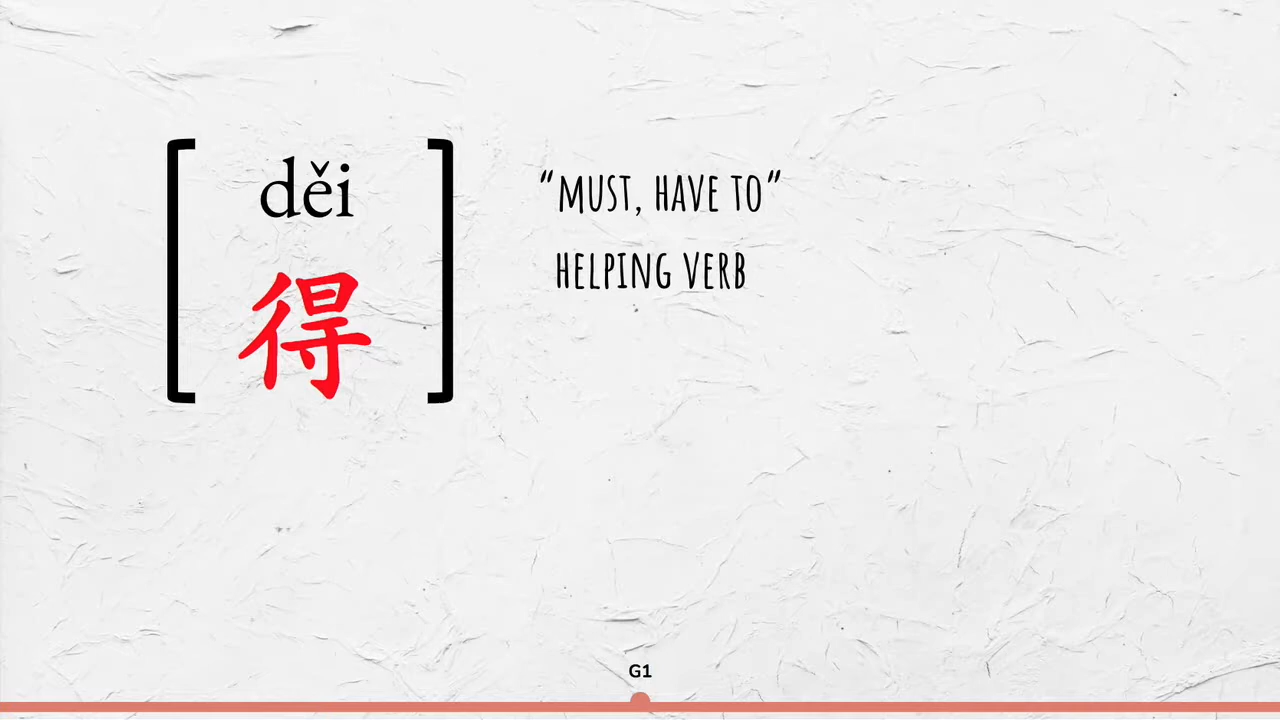 děi
得
“MUST, HAVE TO”
HELPING VERB
G1